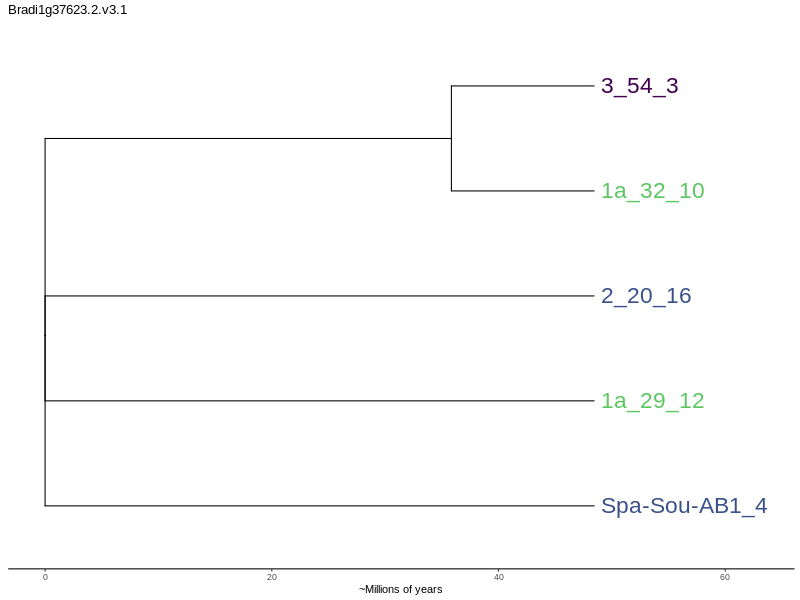 Bradi1g37623.2.v3.1
3_54_3
1a_32_10
2_20_16
1a_29_12
Spa-Sou-AB1_4
0 20 40 60
~Millions of years